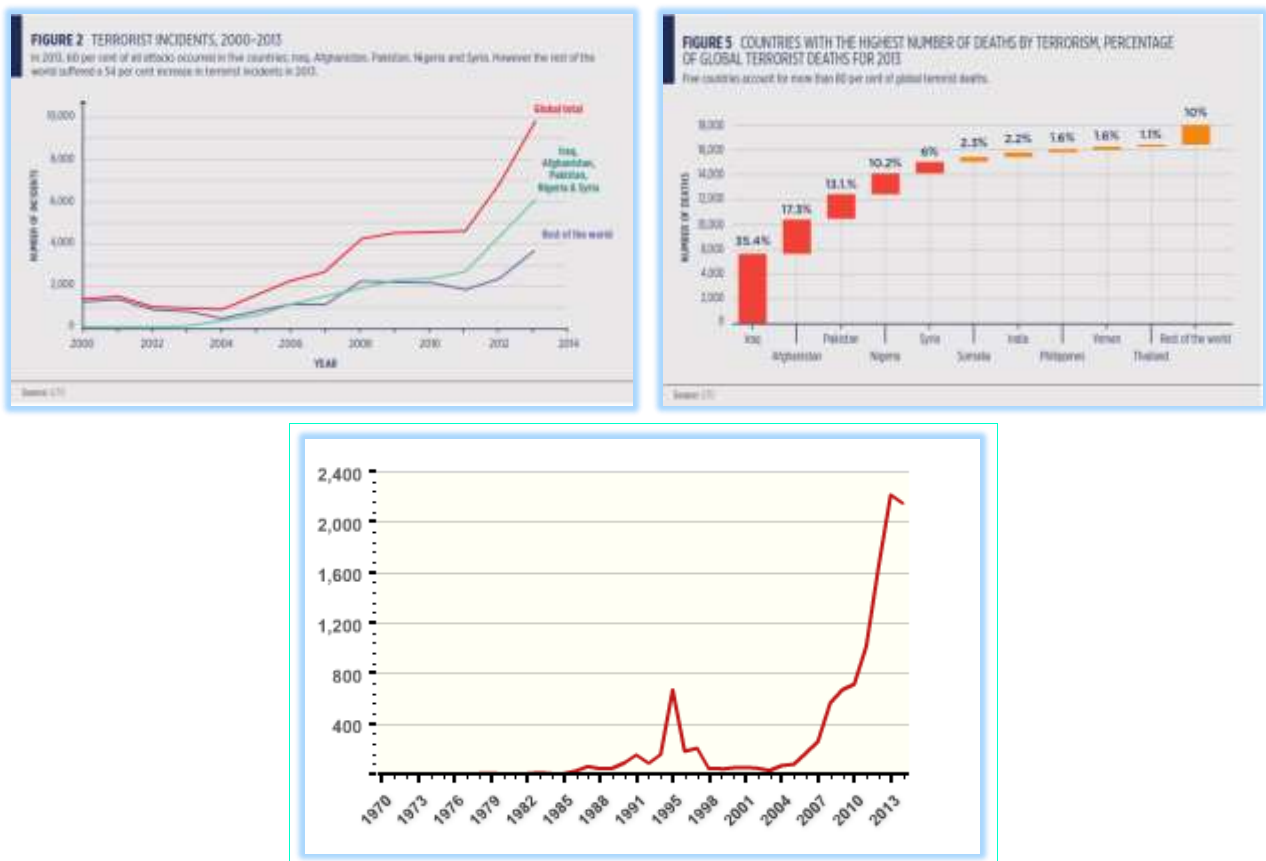 FIGURE 2 TERRORIST INCIDENTS, 2000–2013
In 2013, 60 per cent of all attacks occurred in five countries; Iraq, Afghanistan, Pakistan, Nigeria and Syria. However the rest of the
world suffered a 54 per cent increase in terrorist incidents in 2013.
10,000
8,000
6,000
4,000
2,000
0
NUMBER OF INCIDENTS
Global total
Iraq,
Afghanistan,
Pakistan,
Nigeria & Syria
Rest of the world
2000 2002 2004 2006 2008 2010 2012 2014
YEAR
Source: GTD
FIGURE 5 COUNTRIES WITH THE HIGHEST NUMBER OF DEATHS BY TERRORISM, PERCENTAGE
OF GLOBAL TERRORIST DEATHS FOR 2013
Five countries account for more than 80 per cent of global terrorist deaths.
18,000
16,000
14,000
12,000
10,000
8,000
4,000
2,000
0
NUMBER OF DEATHS
35.4%
17.3%
13.1%
10.2%
6%
2.3%
2.2%
1.6%
1.6%
1.1%
10%
Iraq Pakistan Syria India Yemen Rest of the world
Afghanistan Nigeria Somalia Philippines Thailand
Source: GTD
2,400
2,000
1,600
1,200
800
400
1970 1973 1976 1979 1982 1985 1988 1991 1995 1998 2001 2004 2007 2010 2013